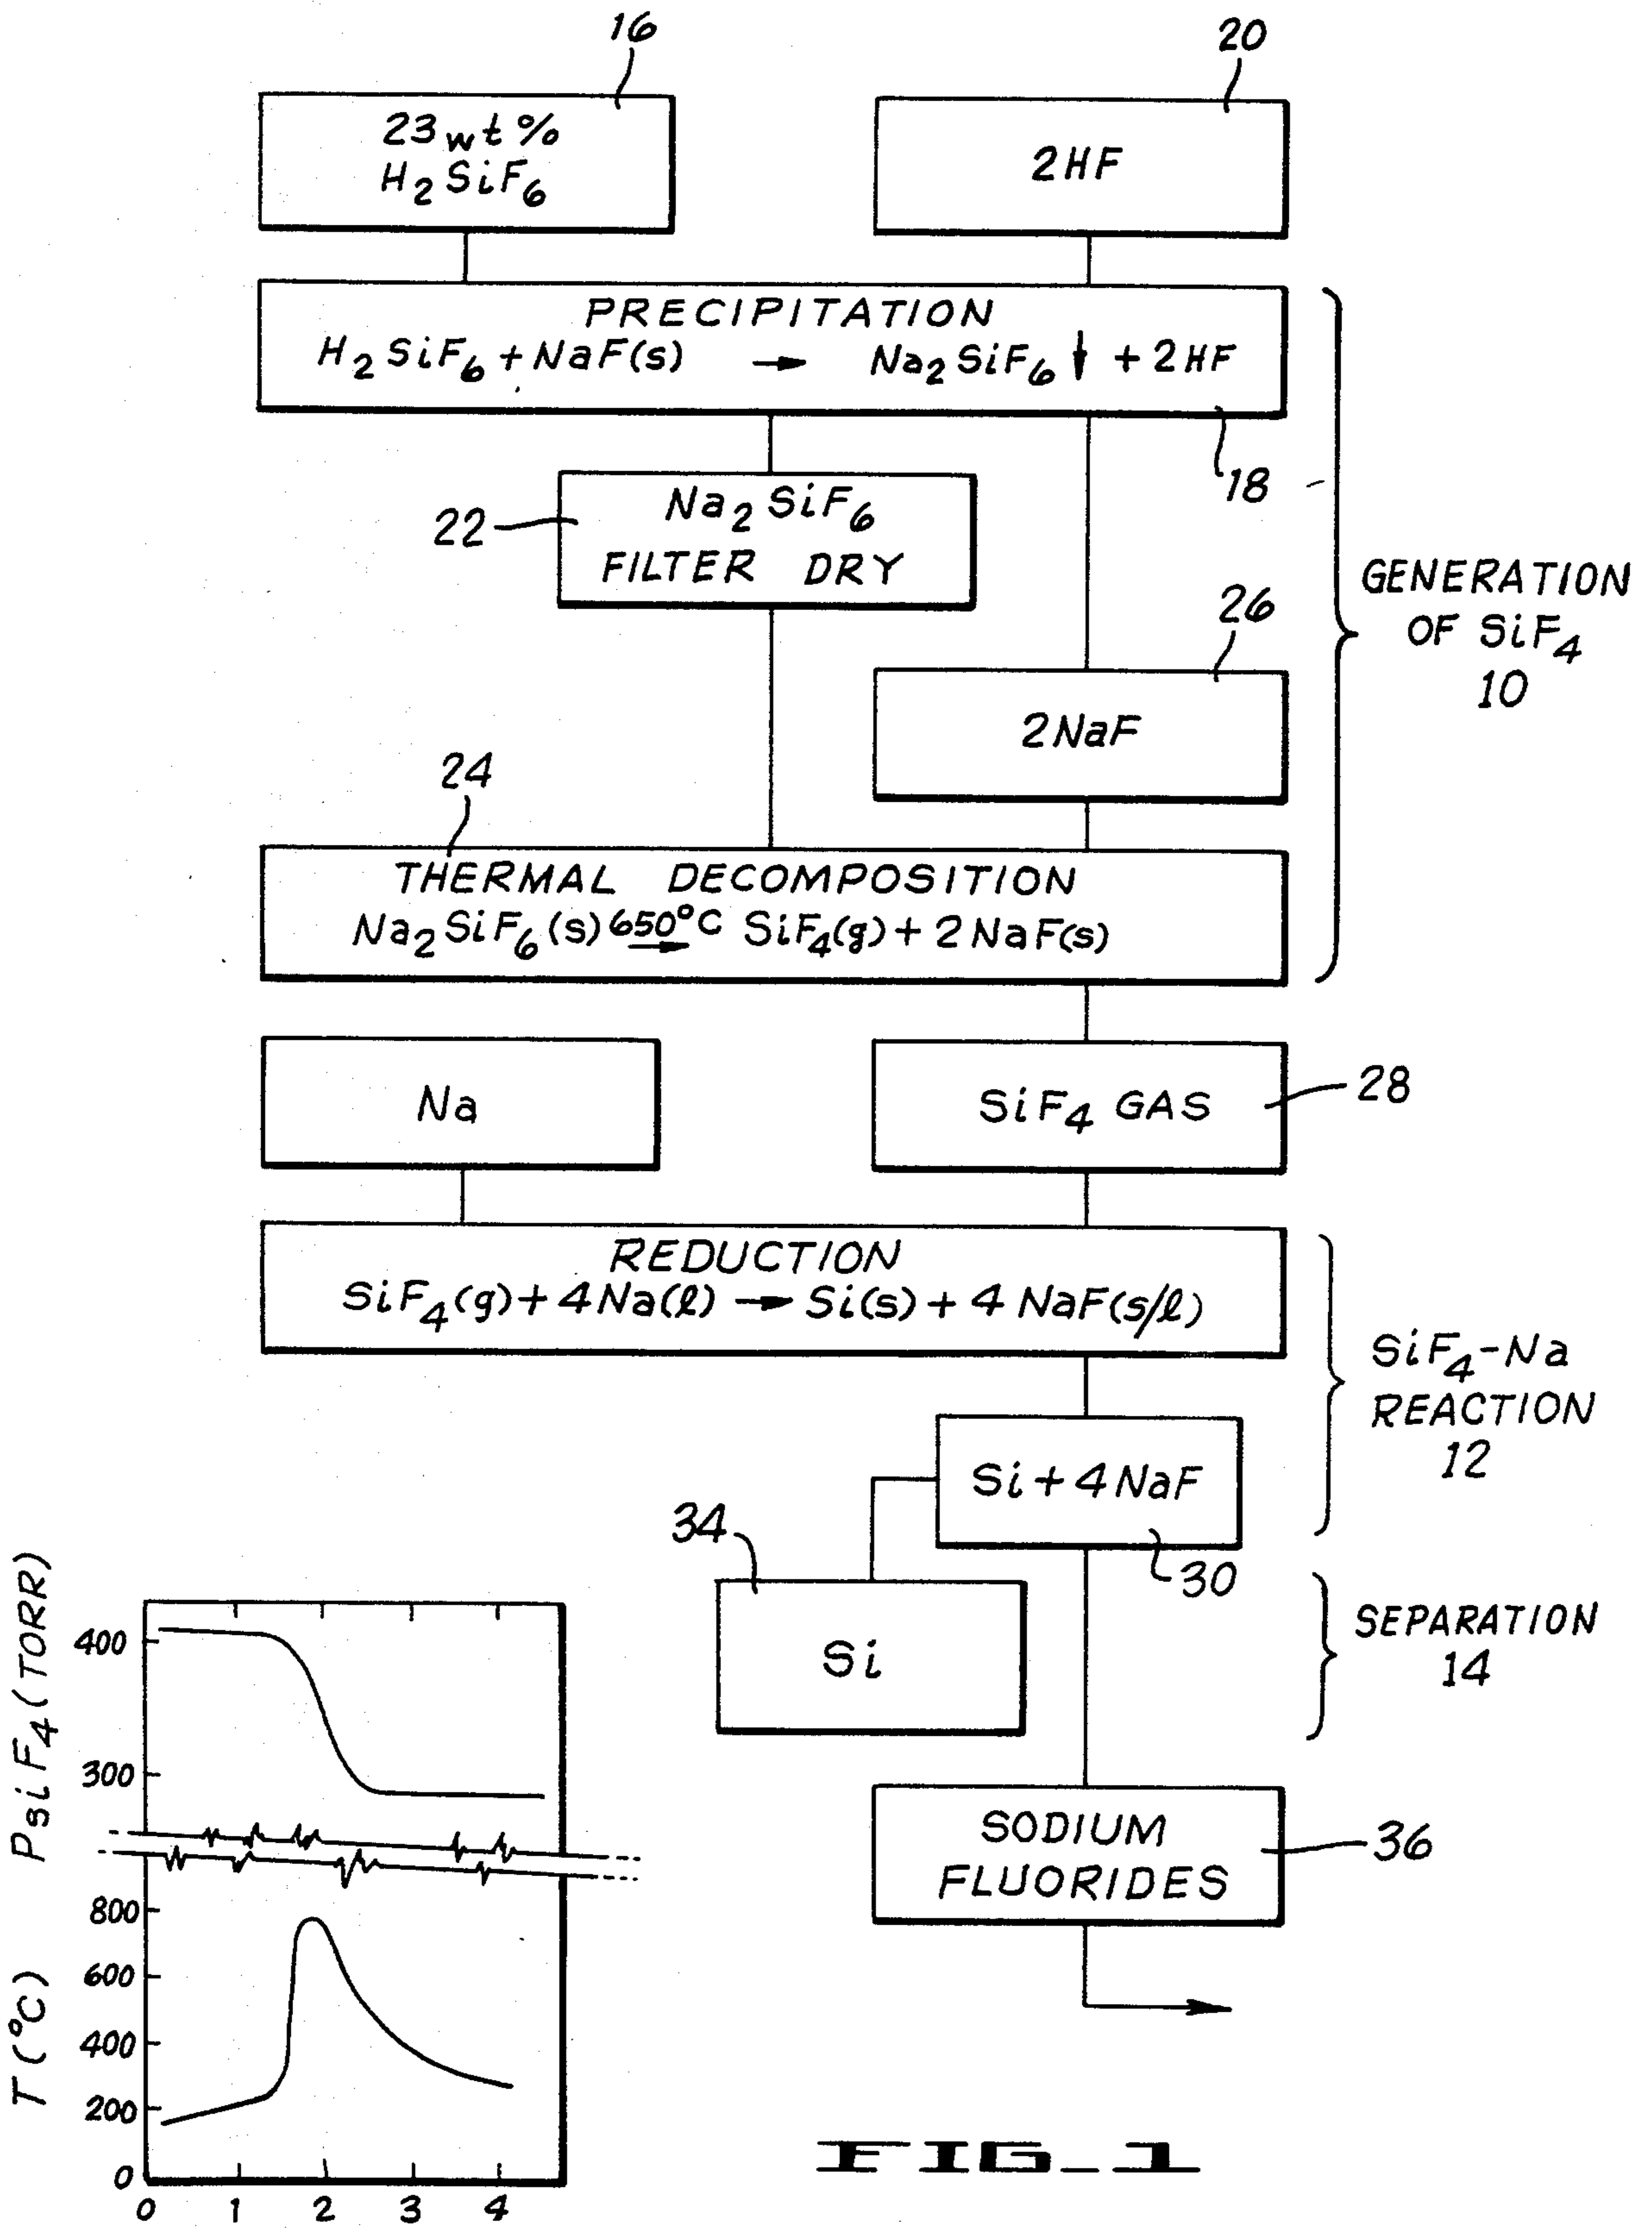 16
20
23 wt %
H₂SiF₆
2HF
PRECIPITATION
H₂SiF₆ + NaF(s) → Na₂SiF₆ ↓ + 2HF
18
22
Na₂SiF₆
FILTER DRY
GENERATION
OF SiF₄
10
26
2NaF
24
THERMAL DECOMPOSITION
Na₂SiF₆(s) 650°C → SiF₄(g) + 2NaF(s)
Na
SiF₄ GAS
28
REDUCTION
SiF₄(g) + 4Na(l) → Si(s) + 4 NaF(s/l)
SiF₄-Na
REACTION
12
Si + 4NaF
30
34
Si
SEPARATION
14
SODIUM
FLUORIDES
36
PSiF₄ (TORR)
400
300
T(°C)
800
600
400
200
0
0 1 2 3 4
FIG_1